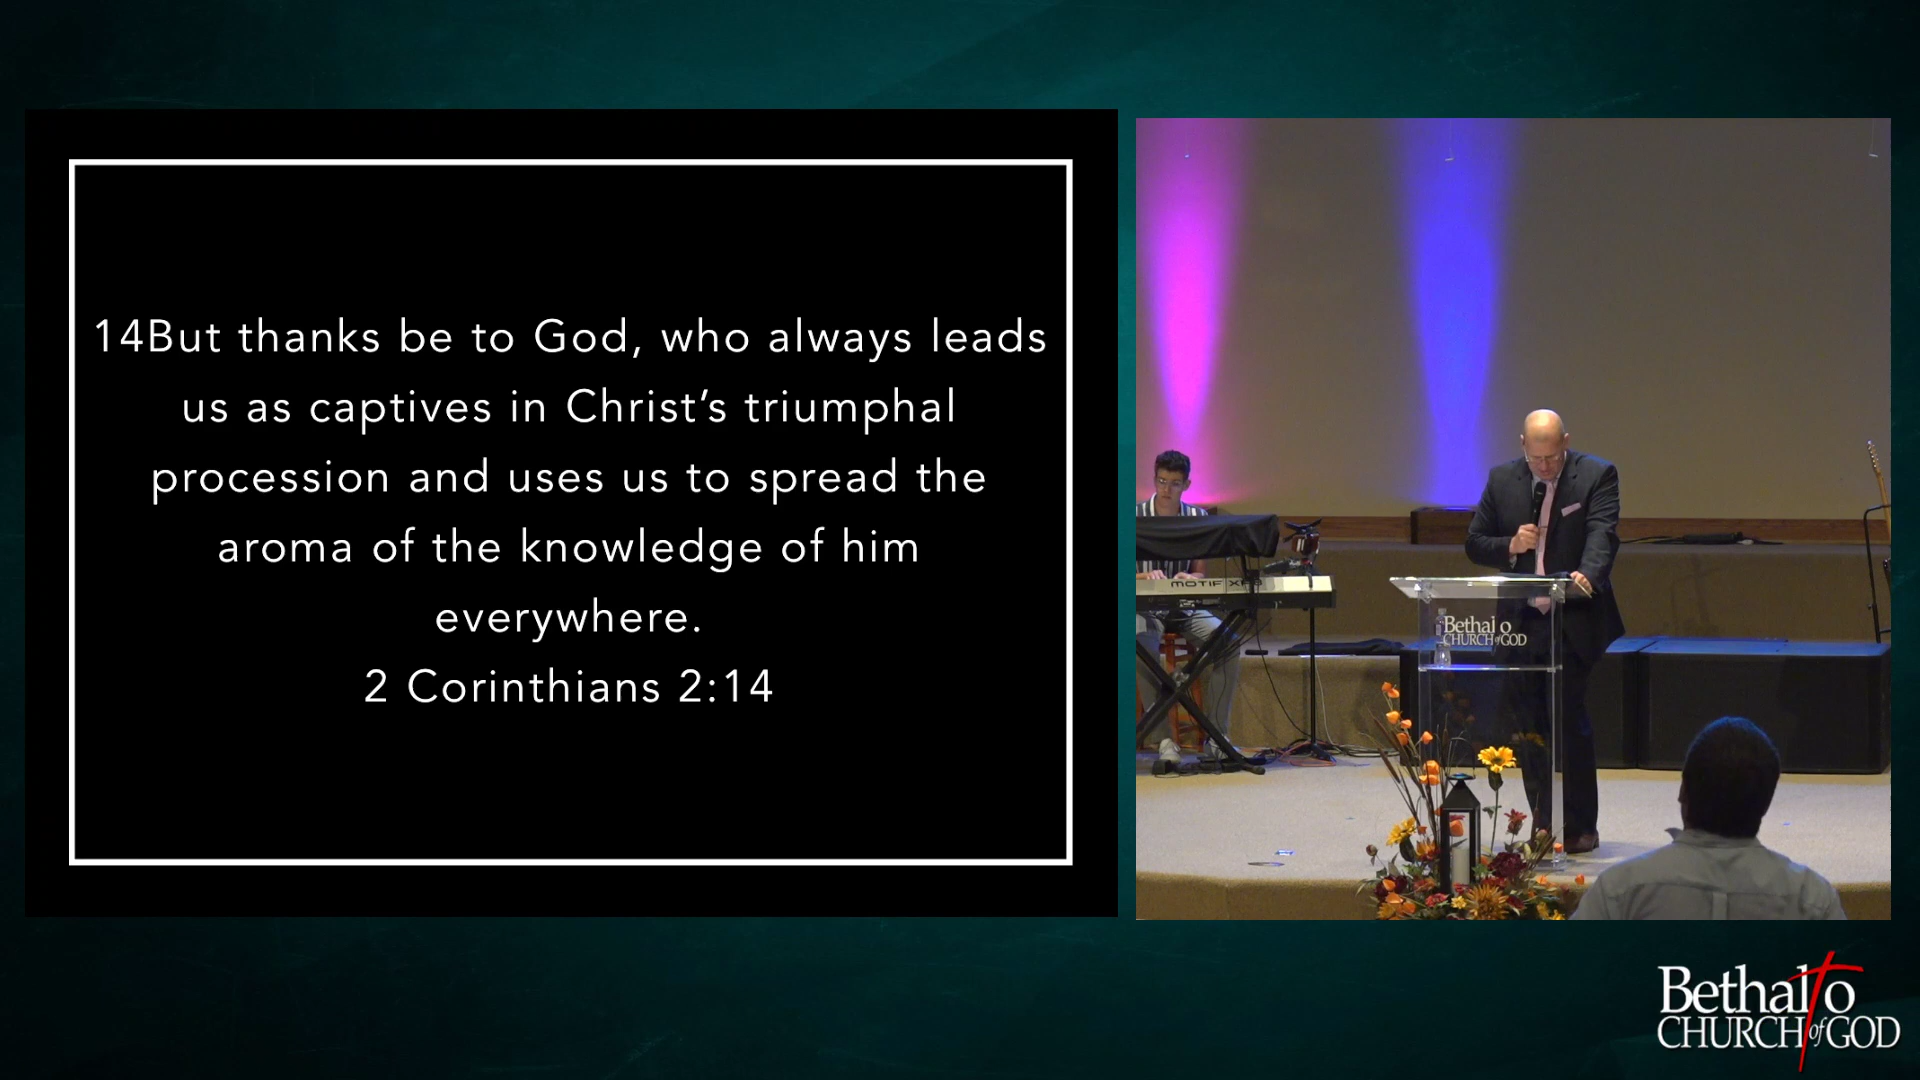 14But thanks be to God, who always leads
us as captives in Christ’s triumphal
procession and uses us to spread the
aroma of the knowledge of him
everywhere.
2 Corinthians 2:14
MOTIF XF8
Bethalto
CHURCH of GOD
Bethalto
CHURCH of GOD